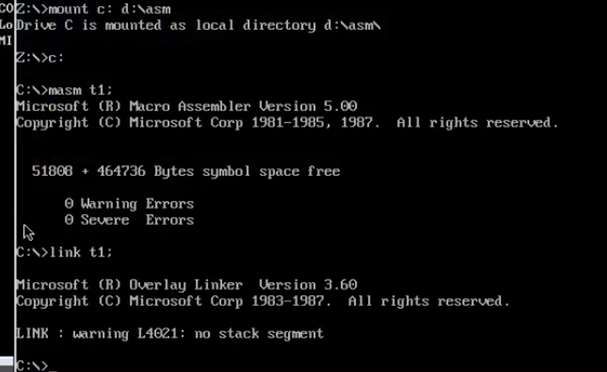 CO
Lo
MI
Z:\>mount c: d:\asm
Drive C is mounted as local directory d:\asm\
Z:\>c:
C:\>masm t1;
Microsoft (R) Macro Assembler Version 5.00
Copyright (C) Microsoft Corp 1981-1985, 1987.  All rights reserved.
51808 + 464736 Bytes symbol space free
0 Warning Errors
0 Severe  Errors
C:\>link t1;
Microsoft (R) Overlay Linker  Version 3.60
Copyright (C) Microsoft Corp 1983-1987.  All rights reserved.
LINK : warning L4021: no stack segment
C:\>_